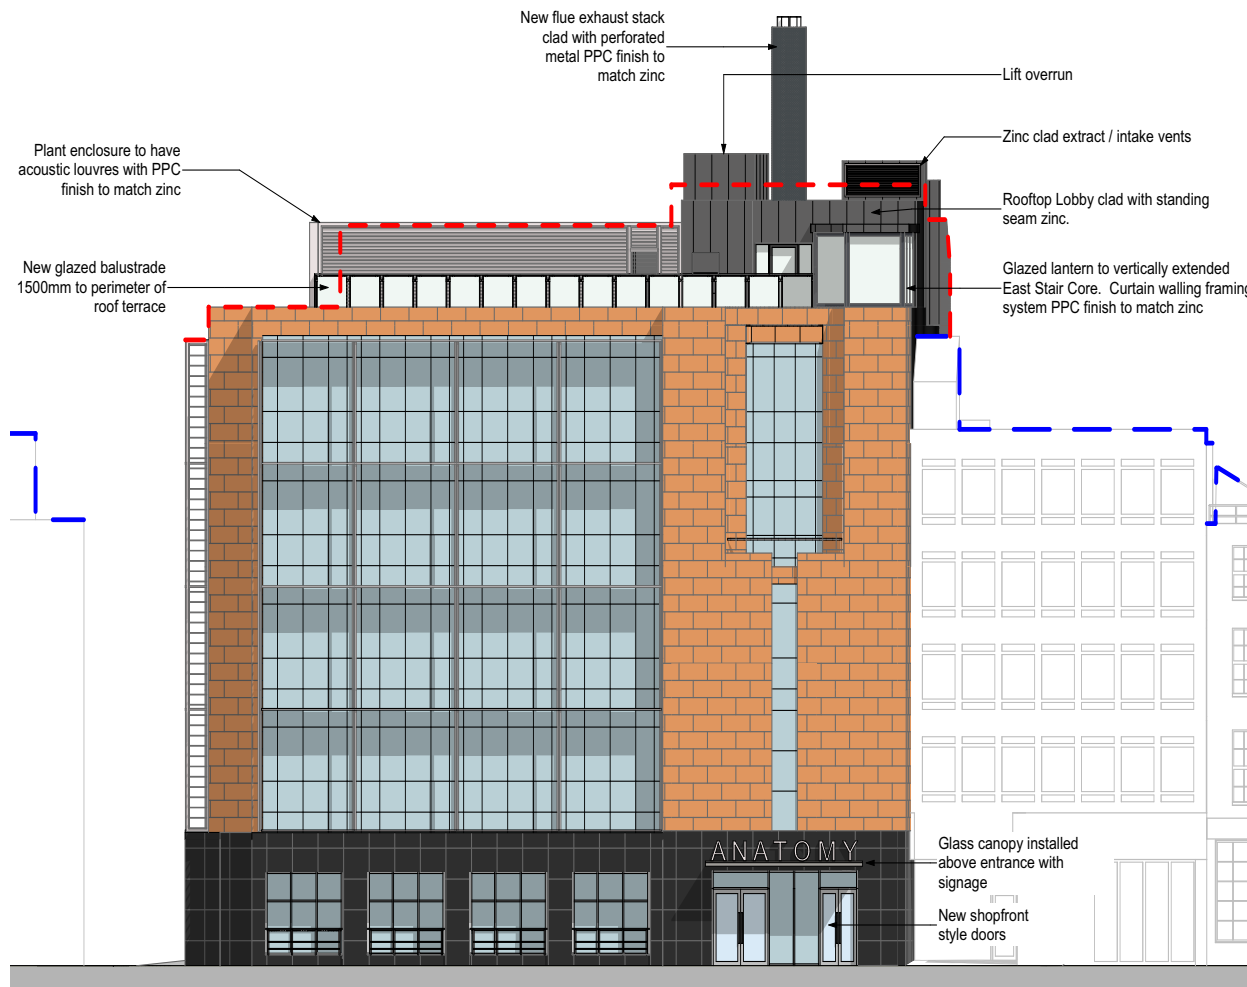 New flue exhaust stack
clad with perforated
metal PPC finish to
match zinc
Lift overrun
Plant enclosure to have
acoustic louvres with PPC
finish to match zinc
Zinc clad extract / intake vents
Rooftop Lobby clad with standing
seam zinc.
New glazed balustrade
1500mm to perimeter of
roof terrace
Glazed lantern to vertically extended
East Stair Core. Curtain walling framing
system PPC finish to match zinc
ANATOMY
Glass canopy installed
above entrance with
signage
New shopfront
style doors